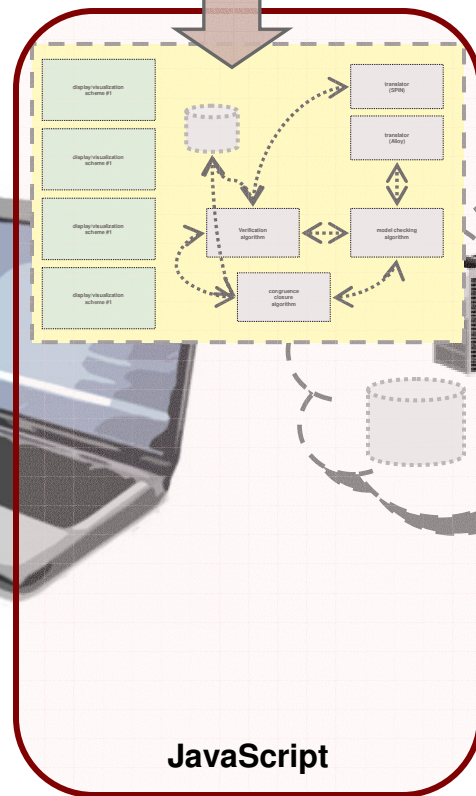 display/visualization
scheme #1
display/visualization
scheme #1
display/visualization
scheme #1
display/visualization
scheme #1
translator
(SPIN)
translator
(Alloy)
Verification
algorithm
model checking
algorithm
congruence
closure
algorithm
JavaScript